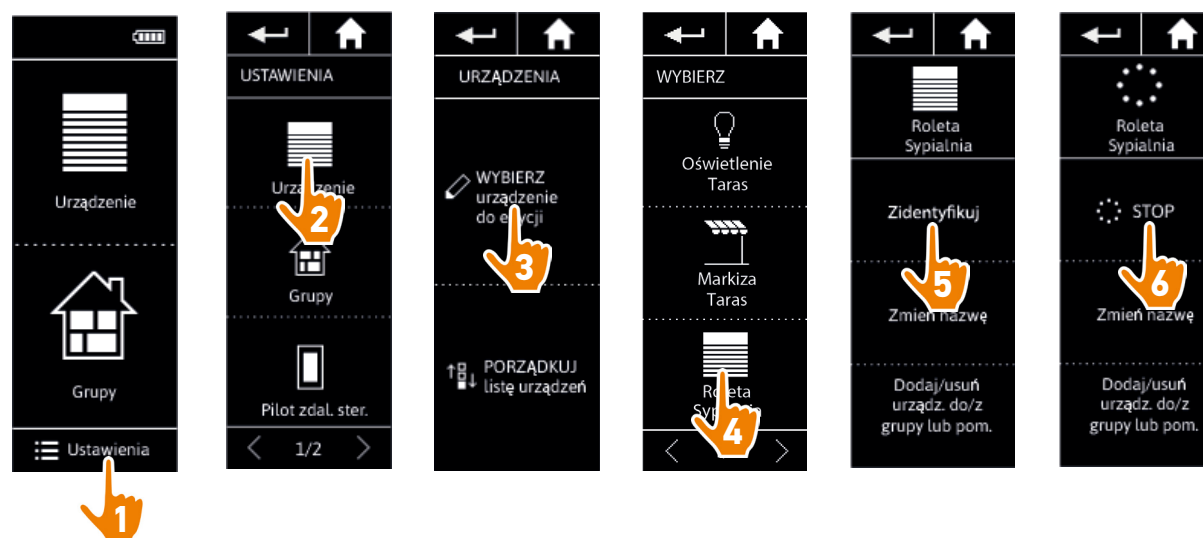 Urządzenie
Grupy
Ustawienia
1
USTAWIENIA
Urządzenie
2
Grupy
Pilot zdal. ster.
1/2
URZĄDZENIA
WYBIERZ
urządzenie
do edycji
3
PORZĄDKUJ
listę urządzeń
WYBIERZ
Oświetlenie
Taras
Markiza
Taras
Roleta
Sypialnia
4
Roleta
Sypialnia
Zidentyfikuj
5
Zmień nazwę
Dodaj/usuń
urządz. do/z
grupy lub pom.
Roleta
Sypialnia
STOP
6
Zmień nazwę
Dodaj/usuń
urządz. do/z
grupy lub pom.